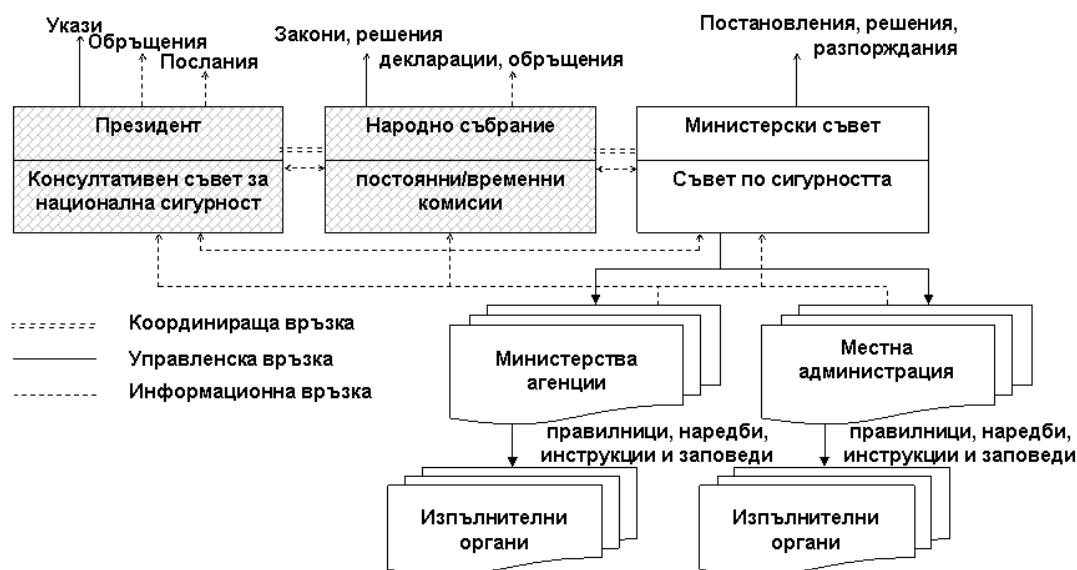 Укази
Обръщения
Послания
Закони, решения
декларации, обръщения
Постановления, решения,
разпорждания
Президент
Народно събрание
Министерски съвет
Консултативен съвет за
национална сигурност
постоянни/временни
комисии
Съвет по сигурността
Координираща връзка
Управленска връзка
Информационна връзка
Министерства
агенции
Местна
администрация
правилници, наредби,
инструкции и заповеди
правилници, наредби,
инструкции и заповеди
Изпълнителни
органи
Изпълнителни
органи